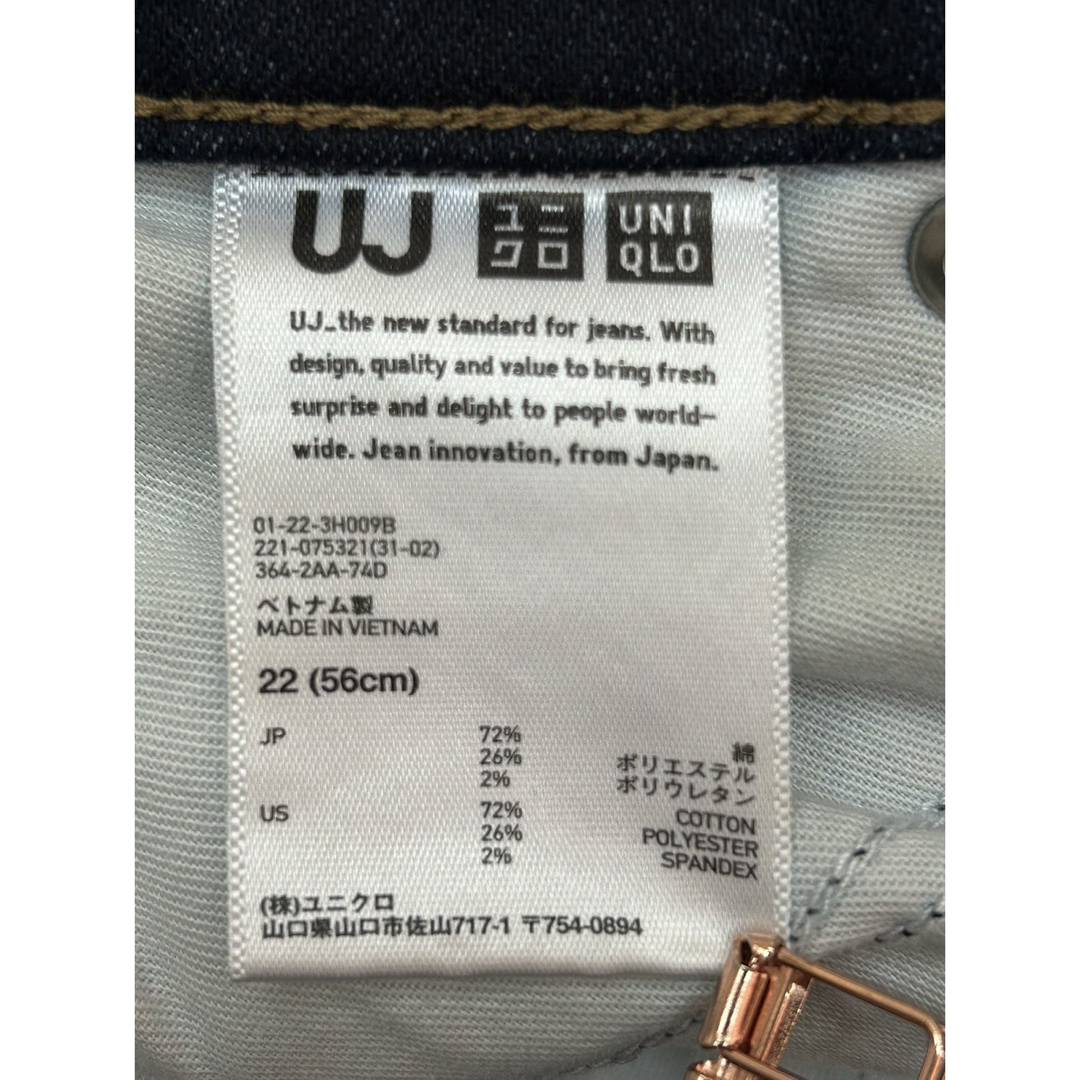 UJ ユニクロ UNIQLO
UJ_the new standard for jeans. With
design, quality and value to bring fresh
surprise and delight to people world-
wide. Jean innovation, from Japan.
01-22-3H009B
221-075321(31-02)
364-2AA-74D
ベトナム製
MADE IN VIETNAM
22 (56cm)
JP 72% 綿
26% ポリエステル
2% ポリウレタン
US 72% COTTON
26% POLYESTER
2% SPANDEX
(株)ユニクロ
山口県山口市佐山717-1 〒754-0894